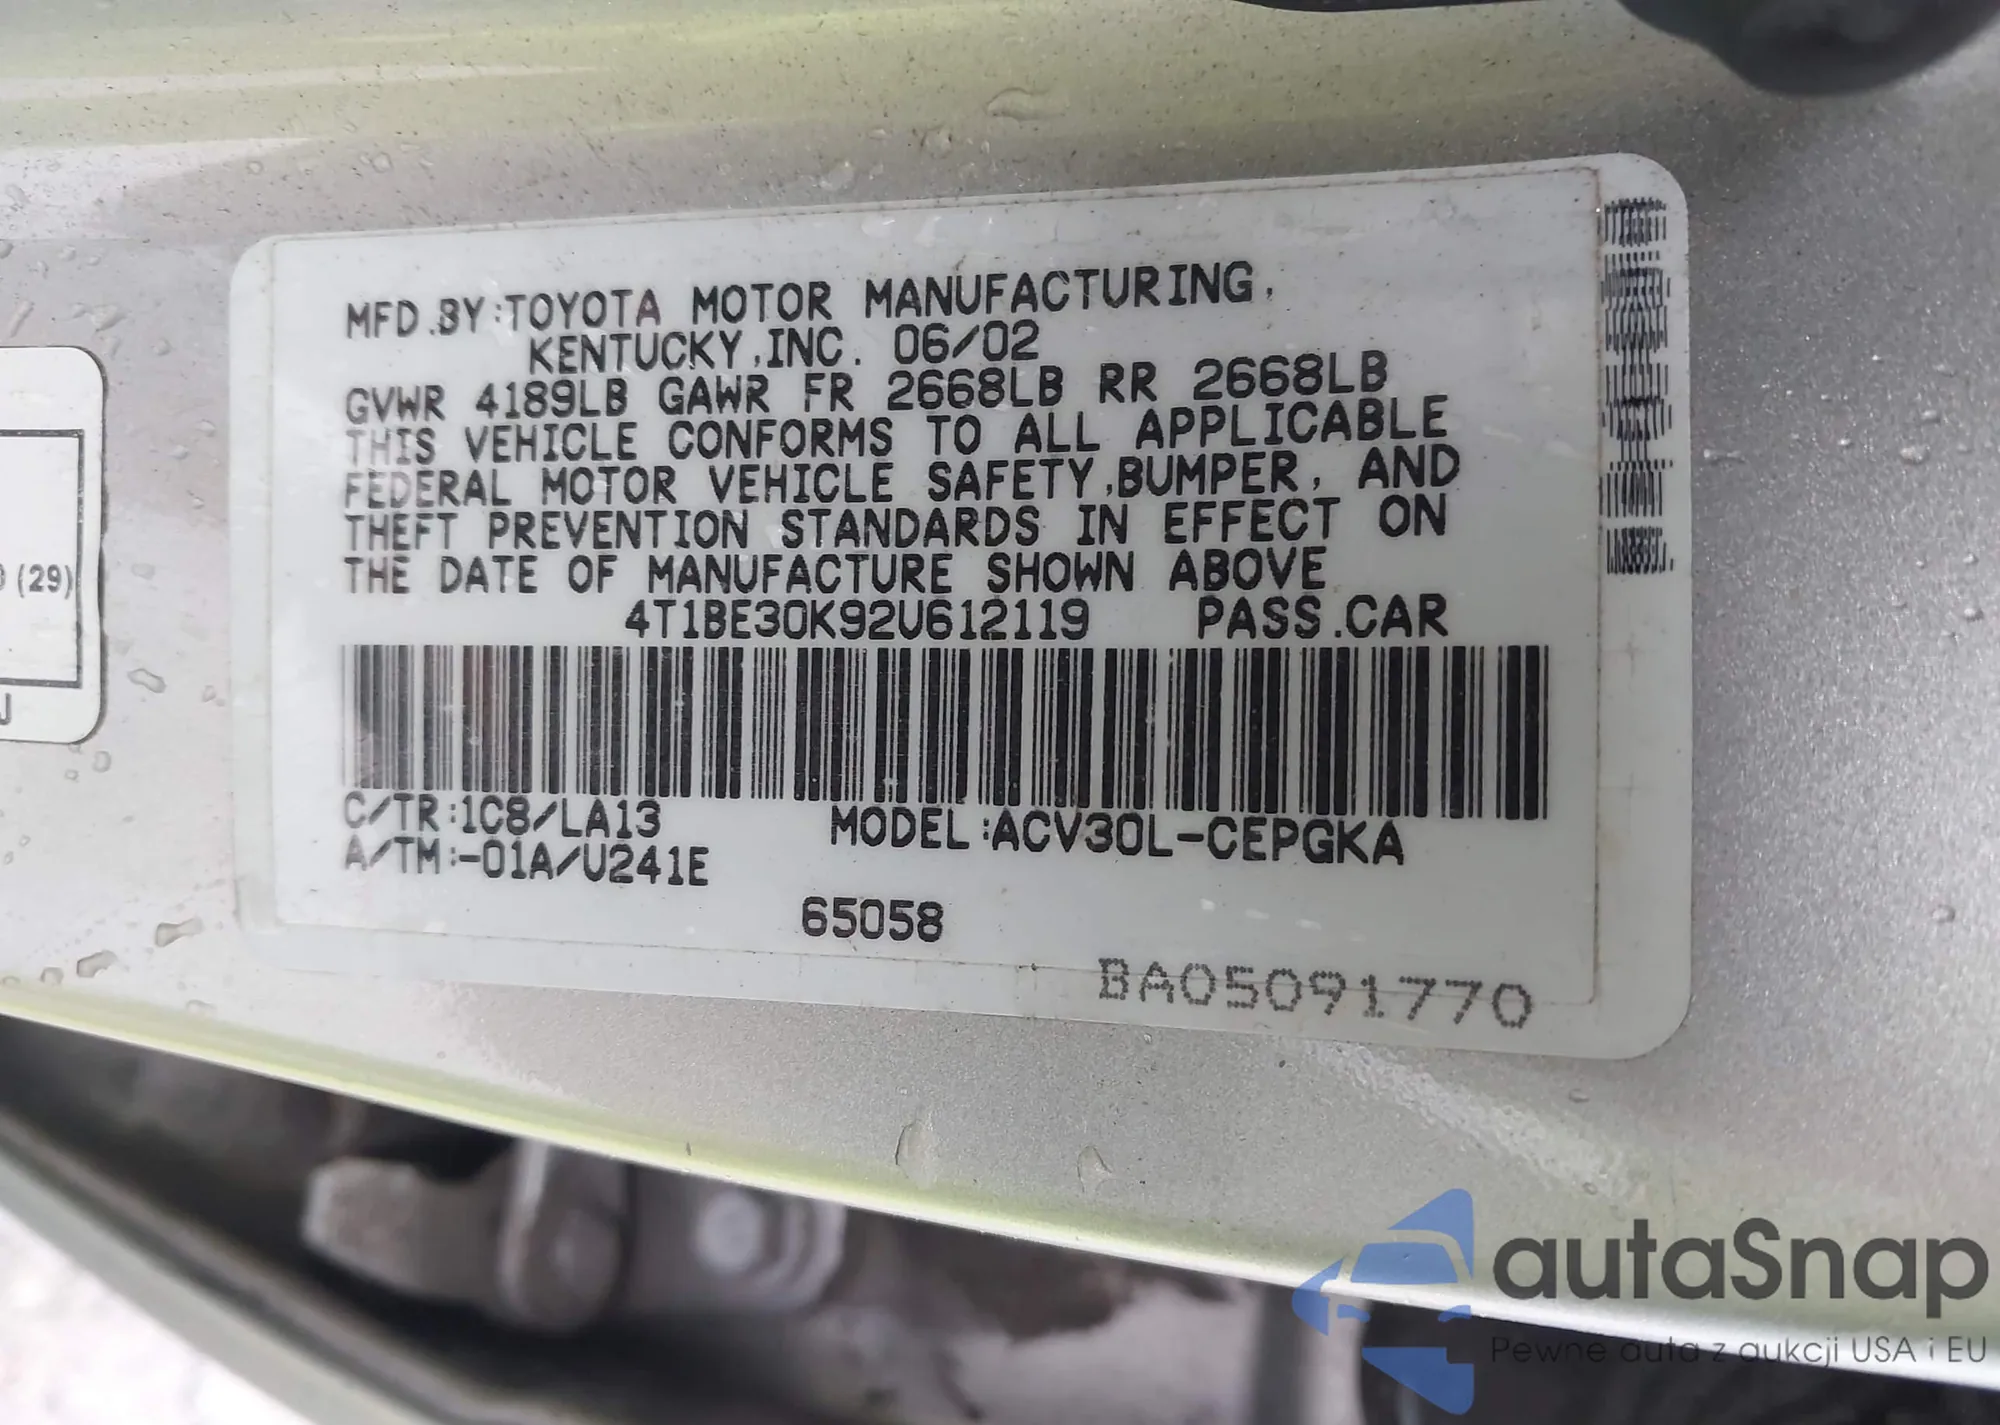 MFD.BY:TOYOTA MOTOR MANUFACTURING,
KENTUCKY,INC. 06/02
GVWR 4189LB GAWR FR 2668LB RR 2668LB
THIS VEHICLE CONFORMS TO ALL APPLICABLE
FEDERAL MOTOR VEHICLE SAFETY,BUMPER, AND
THEFT PREVENTION STANDARDS IN EFFECT ON
THE DATE OF MANUFACTURE SHOWN ABOVE
4T1BE30K92U612119 PASS.CAR
C/TR:1C8/LA13 MODEL:ACV30L-CEPGKA
A/TM:-01A/U241E
65058
BA05091770
(29)
J
autaSnap
Pewne auta z aukcji USA i EU